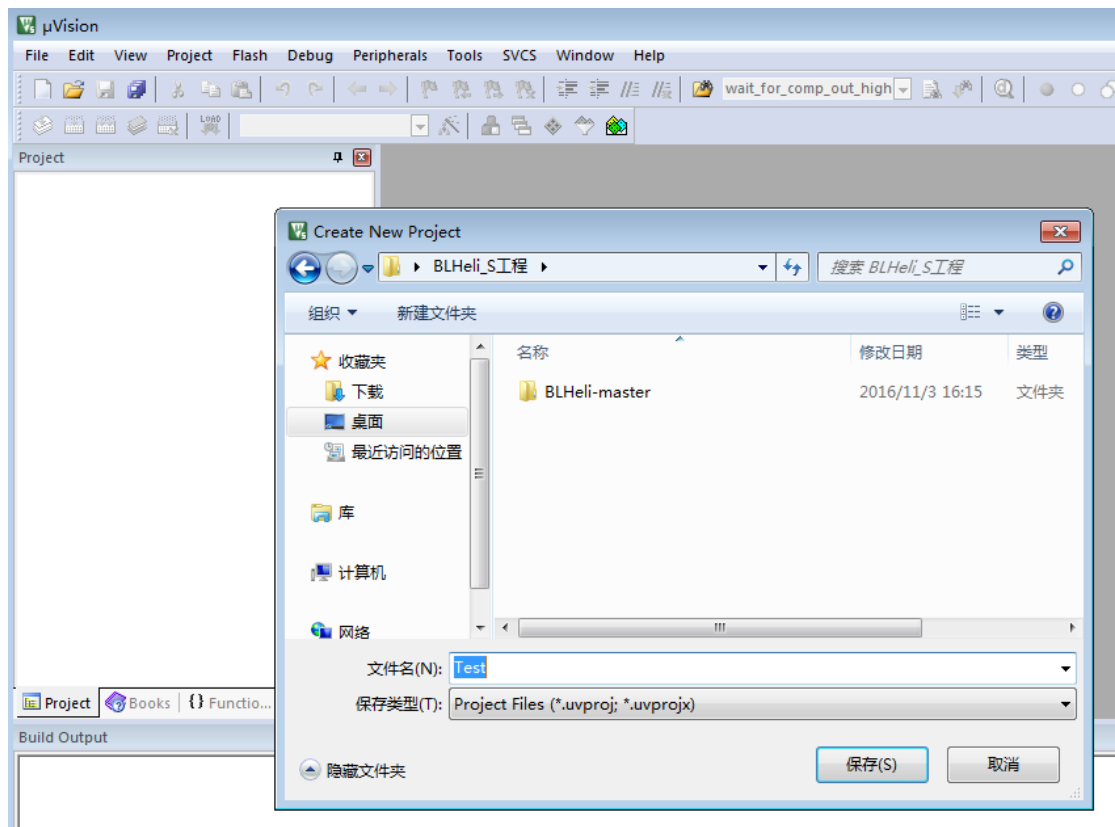 µVision
File Edit View Project Flash Debug Peripherals Tools SVCS Window Help
wait_for_comp_out_high
LOAD
Project
Create New Project
BLHeli_S工程
搜索 BLHeli_S工程
组织 新建文件夹
名称 修改日期 类型
收藏夹
BLHeli-master 2016/11/3 16:15 文件夹
下载
桌面
最近访问的位置
库
计算机
网络
文件名(N): Test
保存类型(T): Project Files (*.uvproj; *.uvprojx)
Project Books {} Functio...
Build Output
隐藏文件夹 保存(S) 取消